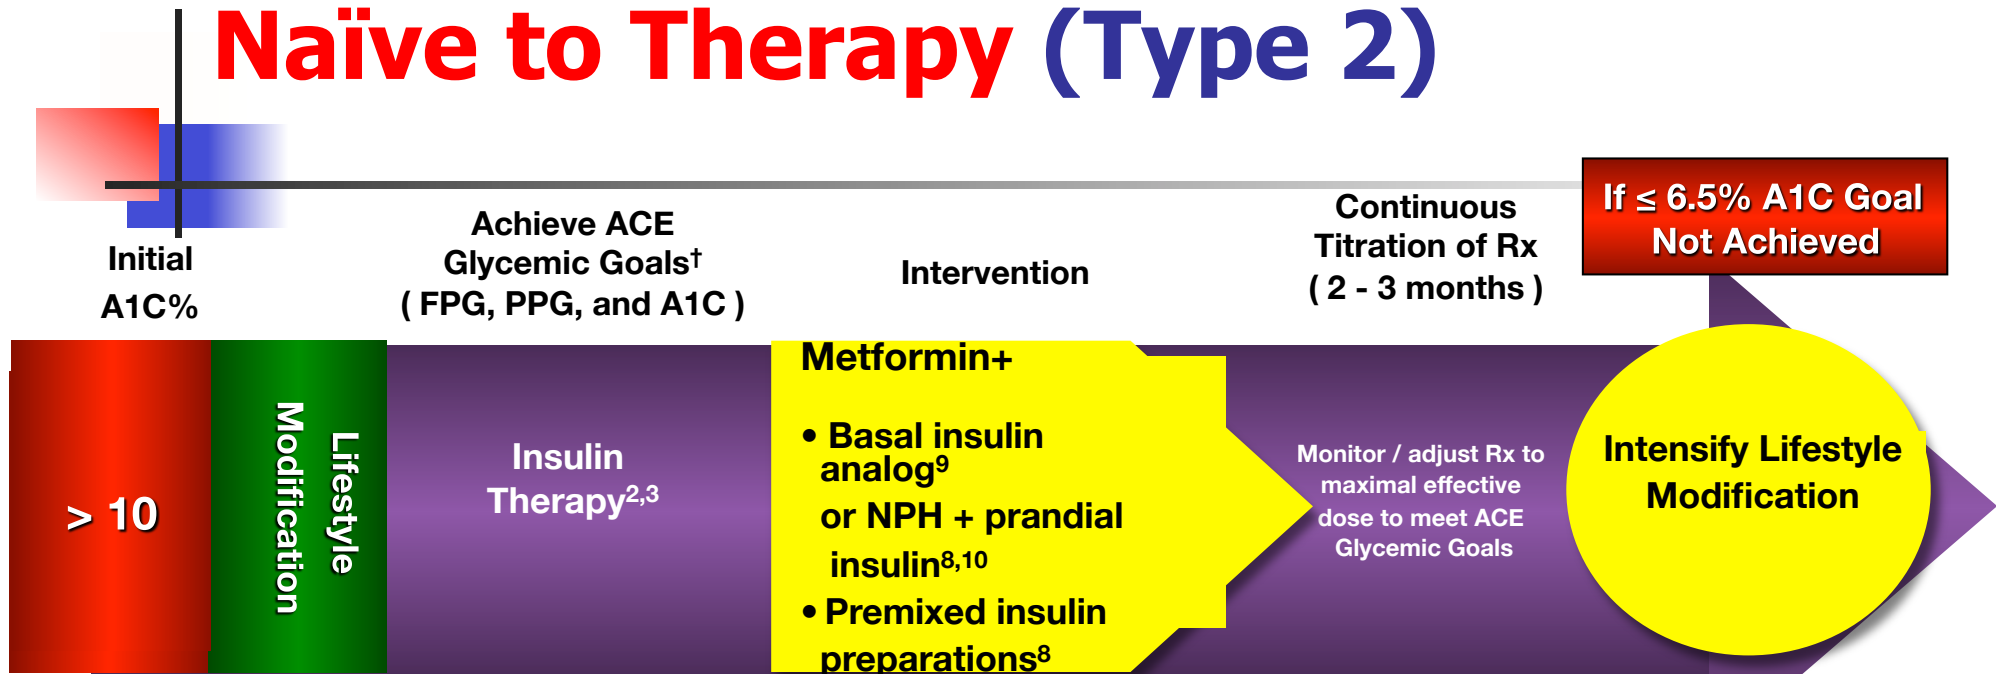 Naïve to Therapy (Type 2)
Initial
A1C%
Achieve ACE
Glycemic Goals†
( FPG, PPG, and A1C )
Intervention
Continuous
Titration of Rx
( 2 - 3 months )
If ≤ 6.5% A1C Goal
Not Achieved
> 10
Lifestyle
Modification
Insulin
Therapy2,3
Metformin+
• Basal insulin
analog9
or NPH + prandial
insulin8,10
• Premixed insulin
preparations8
Monitor / adjust Rx to
maximal effective
dose to meet ACE
Glycemic Goals
Intensify Lifestyle
Modification